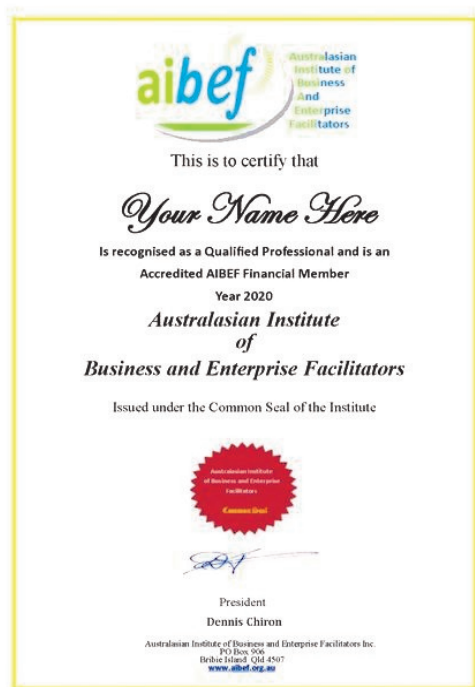 aibef
Australasian
Institute of
Business
And
Enterprise
Facilitators
This is to certify that
Your Name Here
Is recognised as a Qualified Professional and is an
Accredited AIBEF Financial Member
Year 2020
Australasian Institute
of
Business and Enterprise Facilitators
Issued under the Common Seal of the Institute
Australasian Institute
of Business and Enterprise
Facilitators
Common Seal
President
Dennis Chiron
Australasian Institute of Business and Enterprise Facilitators Inc.
PO Box 906
Bribie Island Qld 4507
www.aibef.org.au